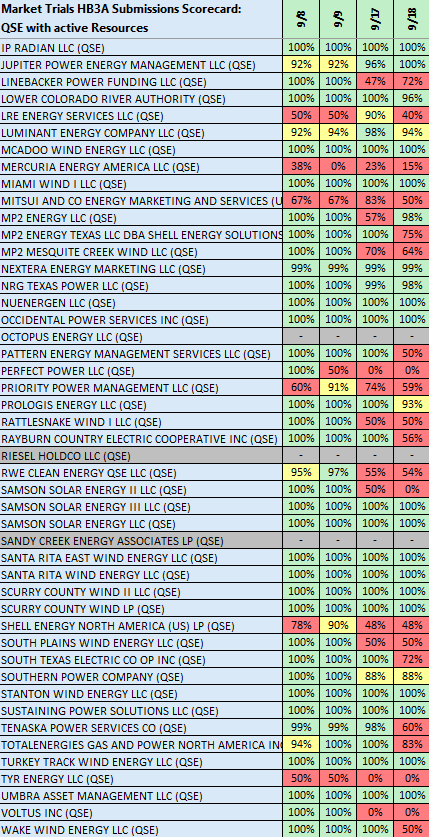 Market Trials HB3A Submissions Scorecard: 9/8 9/9 9/17 9/18
QSE with active Resources
IP RADIAN LLC (QSE) 100% 100% 100% 100%
JUPITER POWER ENERGY MANAGEMENT LLC (QSE) 92% 92% 96% 100%
LINEBACKER POWER FUNDING LLC (QSE) 100% 100% 47% 72%
LOWER COLORADO RIVER AUTHORITY (QSE) 100% 100% 100% 96%
LRE ENERGY SERVICES LLC (QSE) 50% 50% 90% 40%
LUMINANT ENERGY COMPANY LLC (QSE) 92% 94% 98% 94%
MCADOO WIND ENERGY LLC (QSE) 100% 100% 100% 100%
MERCURIA ENERGY AMERICA LLC (QSE) 38% 0% 23% 15%
MIAMI WIND I LLC (QSE) 100% 100% 100% 100%
MITSUI AND CO ENERGY MARKETING AND SERVICES (U 67% 67% 83% 50%
MP2 ENERGY LLC (QSE) 100% 100% 57% 98%
MP2 ENERGY TEXAS LLC DBA SHELL ENERGY SOLUTIONS 100% 100% 100% 75%
MP2 MESQUITE CREEK WIND LLC (QSE) 100% 100% 70% 64%
NEXTERA ENERGY MARKETING LLC (QSE) 99% 99% 99% 99%
NRG TEXAS POWER LLC (QSE) 100% 100% 99% 98%
NUENERGEN LLC (QSE) 100% 100% 100% 100%
OCCIDENTAL POWER SERVICES INC (QSE) 100% 100% 100% 100%
OCTOPUS ENERGY LLC (QSE) - - - -
PATTERN ENERGY MANAGEMENT SERVICES LLC (QSE) 100% 100% 100% 50%
PERFECT POWER LLC (QSE) 100% 50% 0% 0%
PRIORITY POWER MANAGEMENT LLC (QSE) 60% 91% 74% 59%
PROLOGIS ENERGY LLC (QSE) 100% 100% 100% 93%
RATTLESNAKE WIND I LLC (QSE) 100% 100% 50% 50%
RAYBURN COUNTRY ELECTRIC COOPERATIVE INC (QSE) 100% 100% 100% 56%
RIESEL HOLDCO LLC (QSE) - - - -
RWE CLEAN ENERGY QSE LLC (QSE) 95% 97% 55% 54%
SAMSON SOLAR ENERGY II LLC (QSE) 100% 100% 50% 0%
SAMSON SOLAR ENERGY III LLC (QSE) 100% 100% 100% 100%
SAMSON SOLAR ENERGY LLC (QSE) 100% 100% 100% 100%
SANDY CREEK ENERGY ASSOCIATES LP (QSE) - - - -
SANTA RITA EAST WIND ENERGY LLC (QSE) 100% 100% 100% 100%
SANTA RITA WIND ENERGY LLC (QSE) 100% 100% 100% 100%
SCURRY COUNTY WIND II LLC (QSE) 100% 100% 100% 100%
SCURRY COUNTY WIND LP (QSE) 100% 100% 100% 100%
SHELL ENERGY NORTH AMERICA (US) LP (QSE) 78% 90% 48% 48%
SOUTH PLAINS WIND ENERGY LLC (QSE) 100% 100% 50% 50%
SOUTH TEXAS ELECTRIC CO OP INC (QSE) 100% 100% 100% 72%
SOUTHERN POWER COMPANY (QSE) 100% 100% 88% 88%
STANTON WIND ENERGY LLC (QSE) 100% 100% 100% 100%
SUSTAINING POWER SOLUTIONS LLC (QSE) 100% 100% 100% 100%
TENASKA POWER SERVICES CO (QSE) 99% 99% 98% 60%
TOTALENERGIES GAS AND POWER NORTH AMERICA IN 94% 100% 100% 83%
TURKEY TRACK WIND ENERGY LLC (QSE) 100% 100% 100% 100%
TYR ENERGY LLC (QSE) 50% 50% 0% 0%
UMBRA ASSET MANAGEMENT LLC (QSE) 100% 100% 100% 100%
VOLTUS INC (QSE) 100% 100% 0% 0%
WAKE WIND ENERGY LLC (QSE) 100% 100% 100% 50%